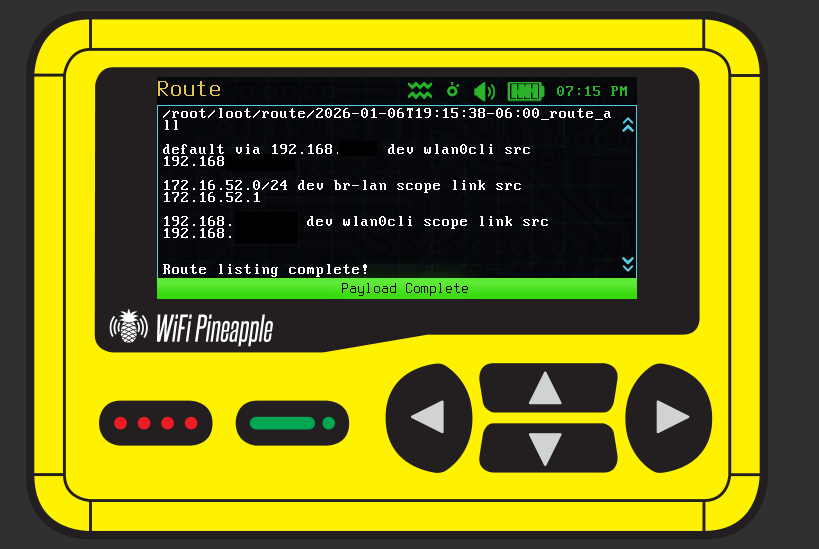 Route
07:15 PM
/root/loot/route/2026-01-06T19:15:38-06:00_route_a
ll
default via 192.168. dev wlan0cli src
192.168
172.16.52.0/24 dev br-lan scope link src
172.16.52.1
192.168. dev wlan0cli scope link src
192.168.
Route listing complete!
Payload Complete
WiFi Pineapple